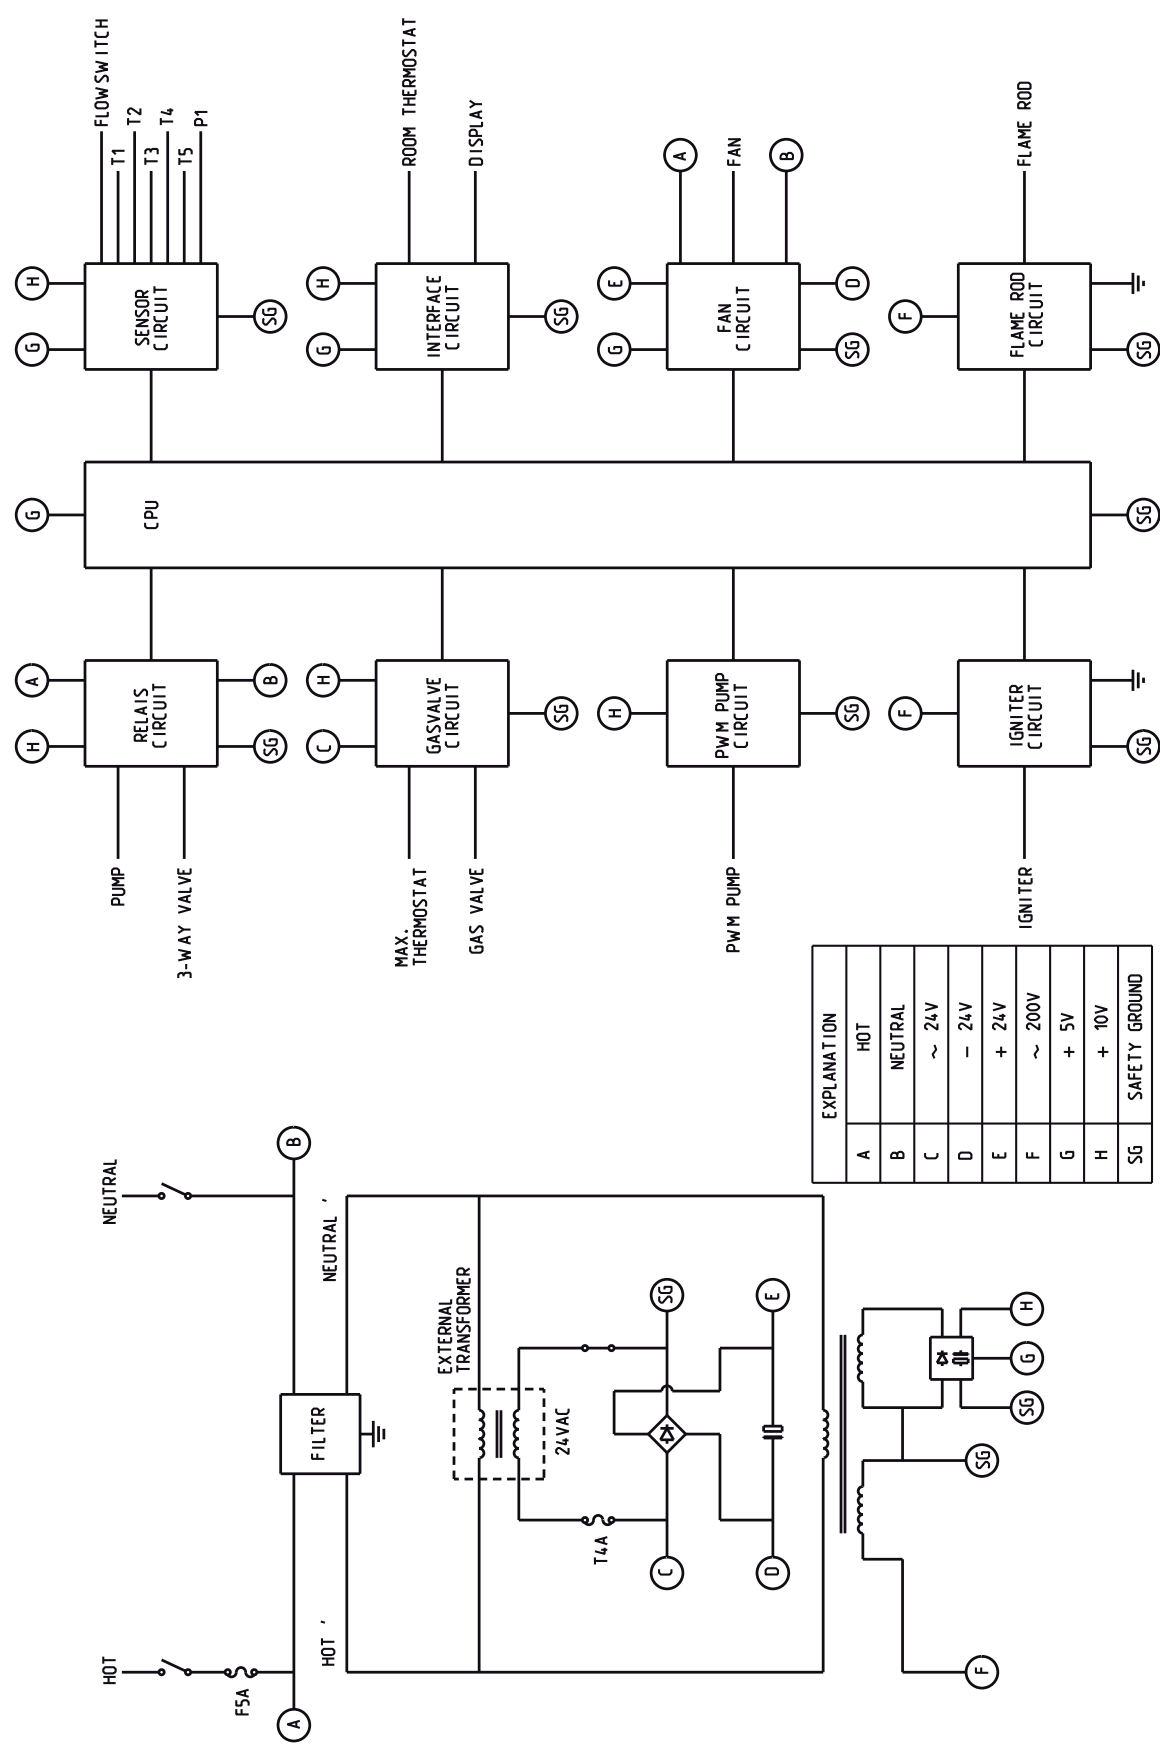 HOT
NEUTRAL
F5A
A
B
FILTER
HOT '
NEUTRAL '
EXTERNAL
TRANSFORMER
24VAC
T4A
C
SG
D
E
F
SG
SG
G
H
EXPLANATION
A HOT
B NEUTRAL
C ~ 24V
D - 24V
E + 24V
F ~ 200V
G + 5V
H + 10V
SG SAFETY GROUND
H
A
PUMP
3-WAY VALVE
RELAIS
CIRCUIT
SG
B
G
CPU
SG
G
H
SENSOR
CIRCUIT
SG
FLOWSWITCH
T1
T2
T3
T4
T5
P1
C
H
MAX.
THERMOSTAT
GAS VALVE
GASVALVE
CIRCUIT
SG
G
H
INTERFACE
CIRCUIT
SG
ROOM THERMOSTAT
DISPLAY
H
PWM PUMP
PWM PUMP
CIRCUIT
SG
G
E
FAN
CIRCUIT
SG
D
A
FAN
B
F
IGNITER
IGNITER
CIRCUIT
SG
F
FLAME ROD
CIRCUIT
SG
FLAME ROD